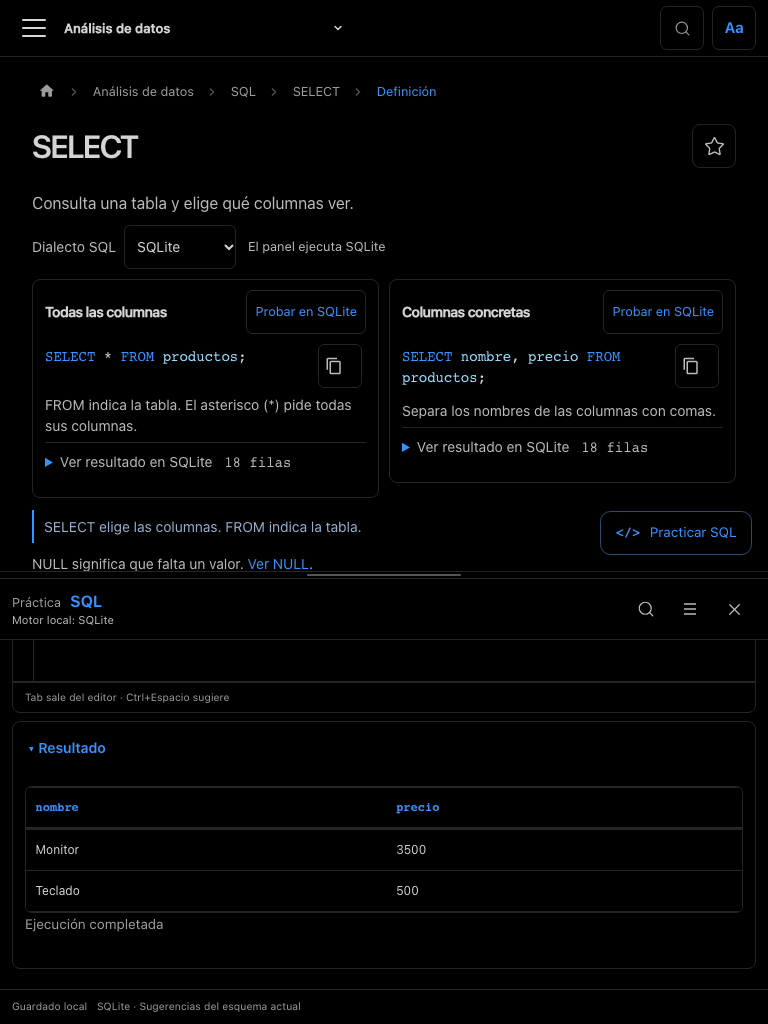 Análisis de datos
Aa
Análisis de datos > SQL > SELECT > Definición
SELECT
Consulta una tabla y elige qué columnas ver.
Dialecto SQL SQLite El panel ejecuta SQLite
Todas las columnas Probar en SQLite
SELECT * FROM productos;
FROM indica la tabla. El asterisco (*) pide todas
sus columnas.
Ver resultado en SQLite 18 filas
Columnas concretas Probar en SQLite
SELECT nombre, precio FROM
productos;
Separa los nombres de las columnas con comas.
Ver resultado en SQLite 18 filas
SELECT elige las columnas. FROM indica la tabla.
</> Practicar SQL
NULL significa que falta un valor. Ver NULL.
Práctica SQL
Motor local: SQLite
Tab sale del editor · Ctrl+Espacio sugiere
Resultado
nombre precio
Monitor 3500
Teclado 500
Ejecución completada
Guardado local SQLite · Sugerencias del esquema actual